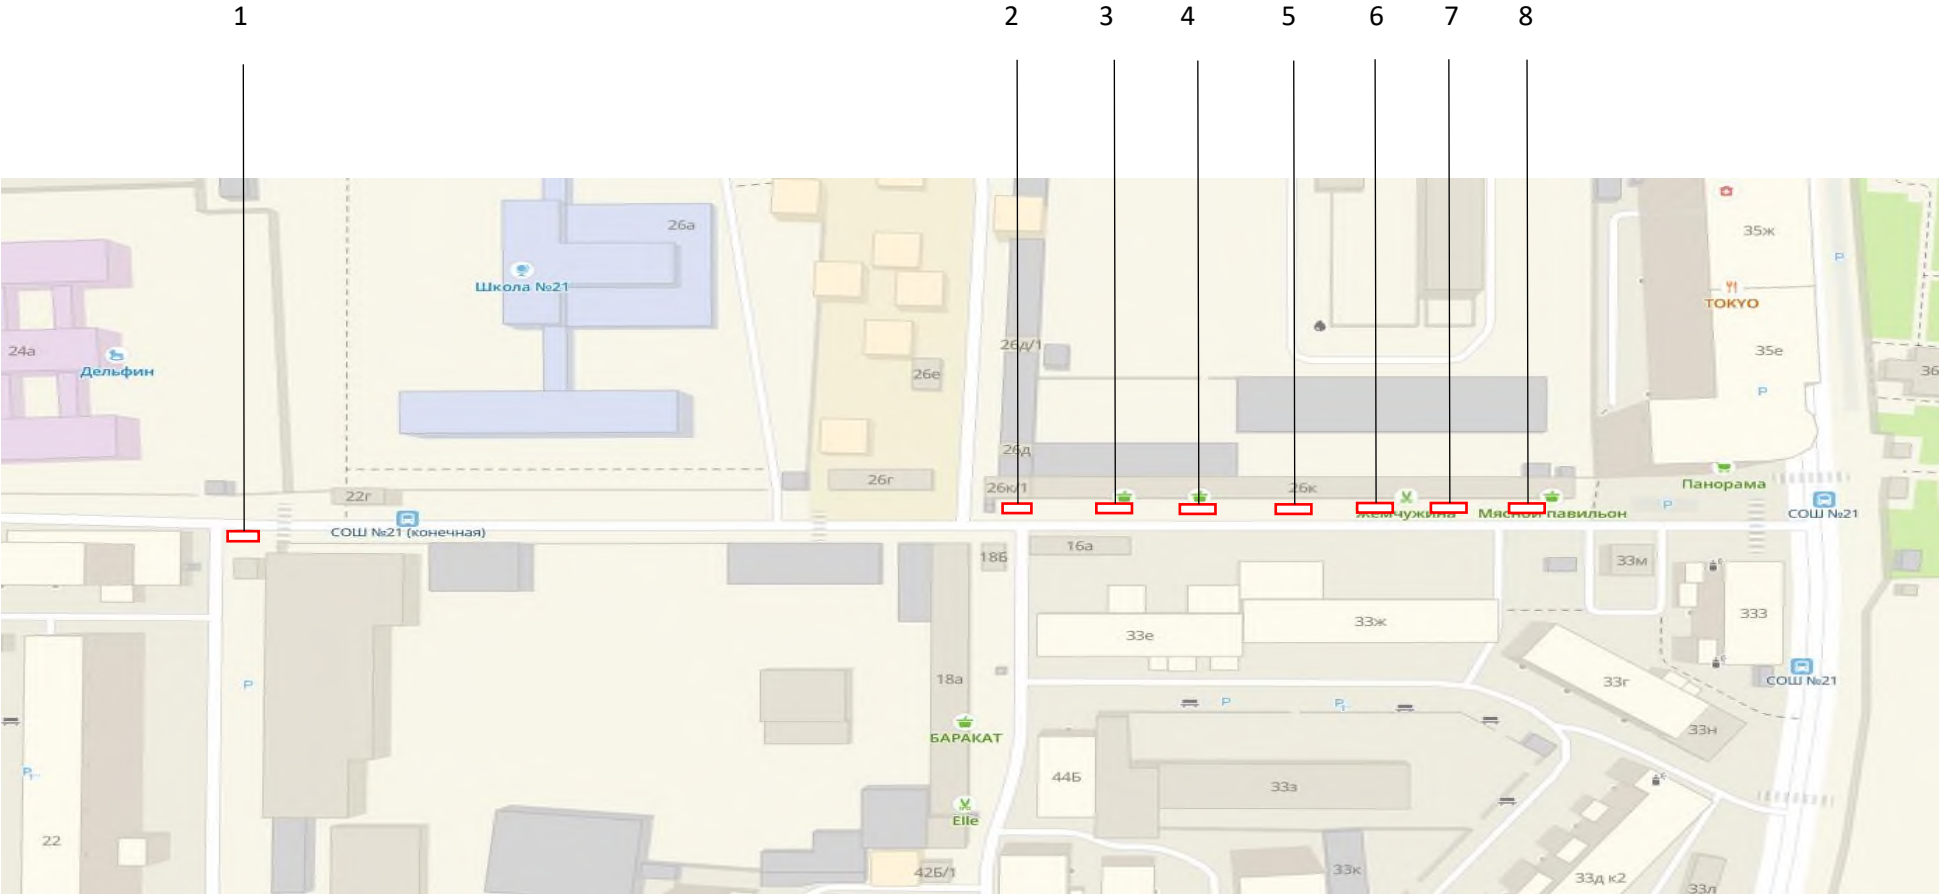 1 2 3 4 5 6 7 8
35ж
26а
Школа №21
TOKYO
26д/1
24а
35е
Дельфин
26е
36
P
P
26д
26г
Панорама
26к/1
26к
22г
P
Жемчужина
Мясной павильон
СОШ №21
СОШ №21 (конечная)
18Б
16а
33м
333
33е
33ж
18а
P
33г
СОШ №21
P
P
33н
БАРАКАТ
P
44Б
33з
Elle
22
42Б/1
33к
33д к2
33л